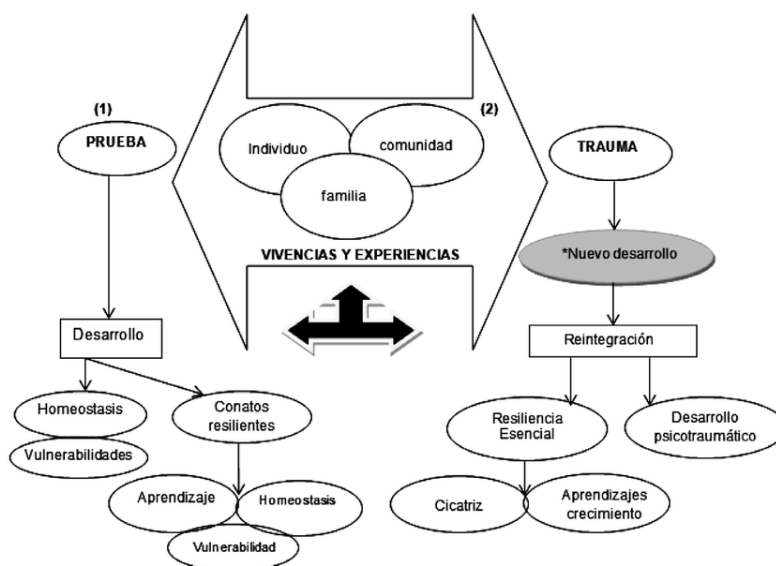 (1)
PRUEBA
Individuo
comunidad
familia
(2)
TRAUMA
VIVENCIAS Y EXPERIENCIAS
*Nuevo desarrollo
Desarrollo
Reintegración
Homeostasis
Vulnerabilidades
Conatos
resilientes
Aprendizaje
Homeostasis
Vulnerabilidad
Resiliencia
Esencial
Desarrollo
psicotraumático
Cicatriz
Aprendizajes
crecimiento